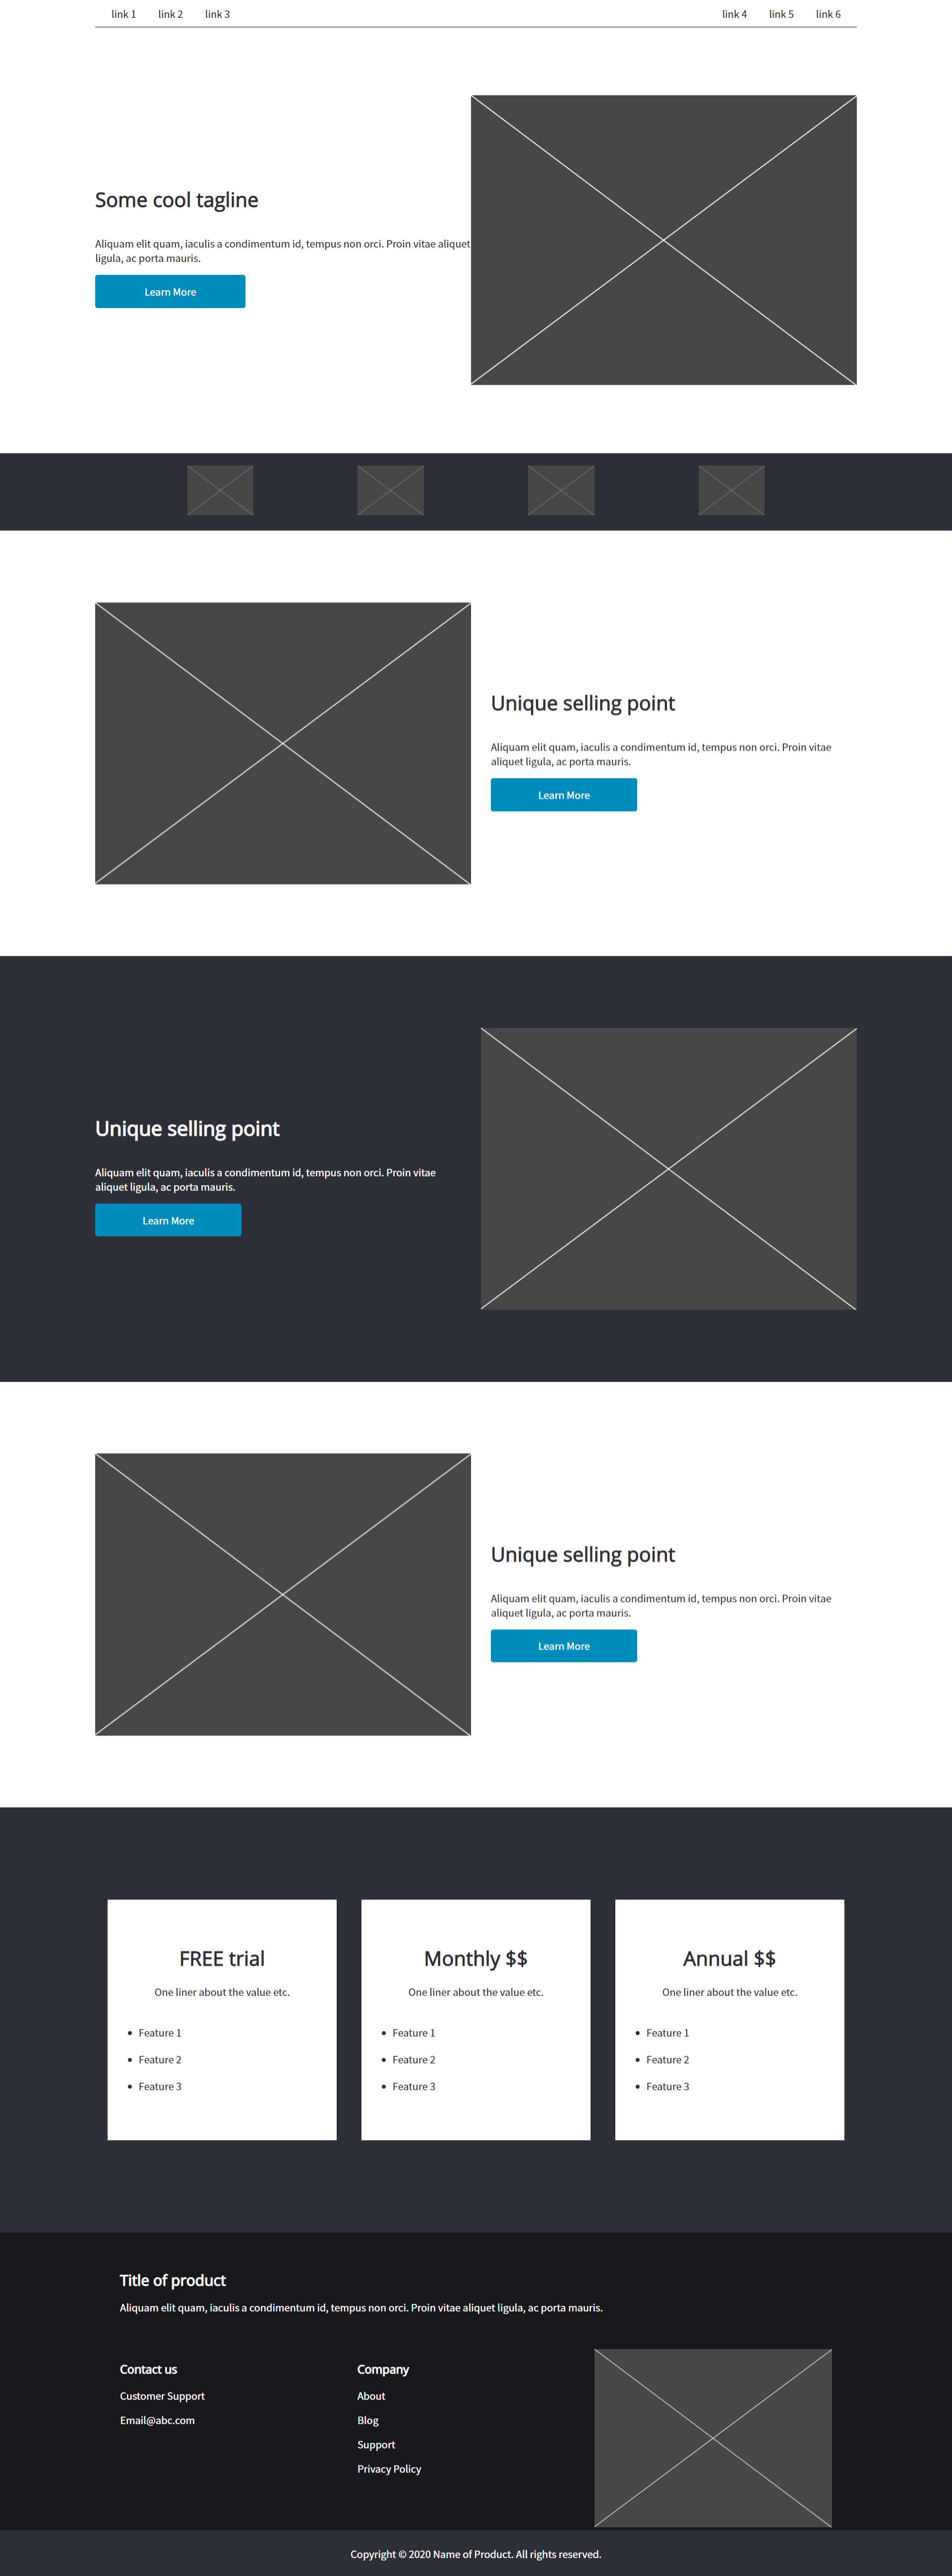 link 1 link 2 link 3 link 4 link 5 link 6
Some cool tagline
Aliquam elit quam, iaculis a condimentum id, tempus non orci. Proin vitae aliquet
ligula, ac porta mauris.
Learn More
Unique selling point
Aliquam elit quam, iaculis a condimentum id, tempus non orci. Proin vitae
aliquet ligula, ac porta mauris.
Learn More
Unique selling point
Aliquam elit quam, iaculis a condimentum id, tempus non orci. Proin vitae
aliquet ligula, ac porta mauris.
Learn More
Unique selling point
Aliquam elit quam, iaculis a condimentum id, tempus non orci. Proin vitae
aliquet ligula, ac porta mauris.
Learn More
FREE trial
One liner about the value etc.
Feature 1
Feature 2
Feature 3
Monthly $$
One liner about the value etc.
Feature 1
Feature 2
Feature 3
Annual $$
One liner about the value etc.
Feature 1
Feature 2
Feature 3
Title of product
Aliquam elit quam, iaculis a condimentum id, tempus non orci. Proin vitae aliquet ligula, ac porta mauris.
Contact us
Customer Support
Email@abc.com
Company
About
Blog
Support
Privacy Policy
Copyright © 2020 Name of Product. All rights reserved.